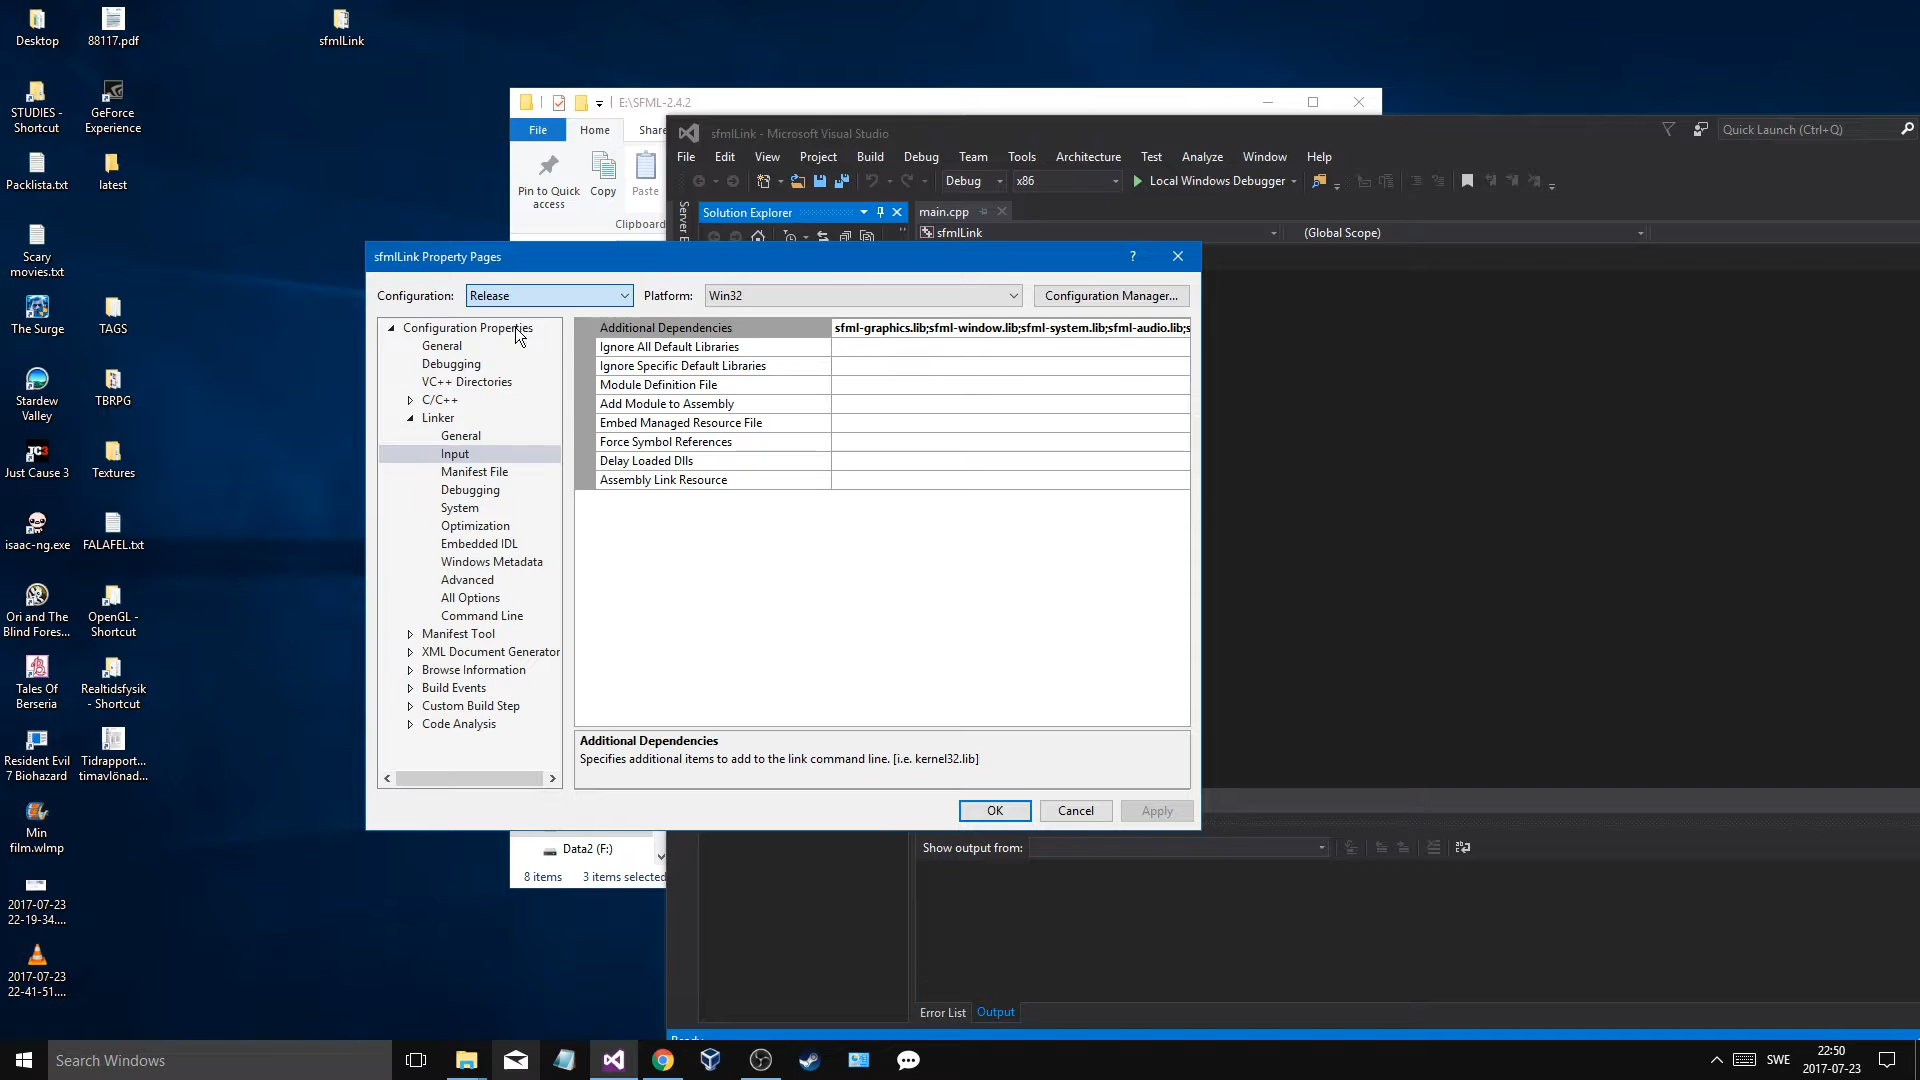 Desktop
88117.pdf
sfmlLink
STUDIES -
Shortcut
GeForce
Experience
Packlista.txt
latest
Scary
movies.txt
The Surge
TAGS
Stardew
Valley
TBRPG
Just Cause 3
Textures
isaac-ng.exe
FALAFEL.txt
Ori and The
Blind Fores...
OpenGL -
Shortcut
Tales Of
Berseria
Realtidsfysik
- Shortcut
Resident Evil
7 Biohazard
Tidrapport...
timavlönad...
Min
film.wlmp
2017-07-23
22-19-34....
2017-07-23
22-41-51....
E:\SFML-2.4.2
File Home Share
Pin to Quick
access
Copy
Paste
Clipboard
Data2 (F:)
8 items 3 items selected
sfmlLink - Microsoft Visual Studio
Quick Launch (Ctrl+Q)
File Edit View Project Build Debug Team Tools Architecture Test Analyze Window Help
Debug x86 Local Windows Debugger
Server E
Solution Explorer
main.cpp
sfmlLink
(Global Scope)
sfmlLink Property Pages
?
Configuration: Release Platform: Win32 Configuration Manager...
Configuration Properties
General
Debugging
VC++ Directories
C/C++
Linker
General
Input
Manifest File
Debugging
System
Optimization
Embedded IDL
Windows Metadata
Advanced
All Options
Command Line
Manifest Tool
XML Document Generator
Browse Information
Build Events
Custom Build Step
Code Analysis
Additional Dependencies sfml-graphics.lib;sfml-window.lib;sfml-system.lib;sfml-audio.lib;s
Ignore All Default Libraries
Ignore Specific Default Libraries
Module Definition File
Add Module to Assembly
Embed Managed Resource File
Force Symbol References
Delay Loaded Dlls
Assembly Link Resource
Additional Dependencies
Specifies additional items to add to the link command line. [i.e. kernel32.lib]
OK Cancel Apply
Show output from:
Error List Output
Ready
Search Windows
SWE
22:50
2017-07-23